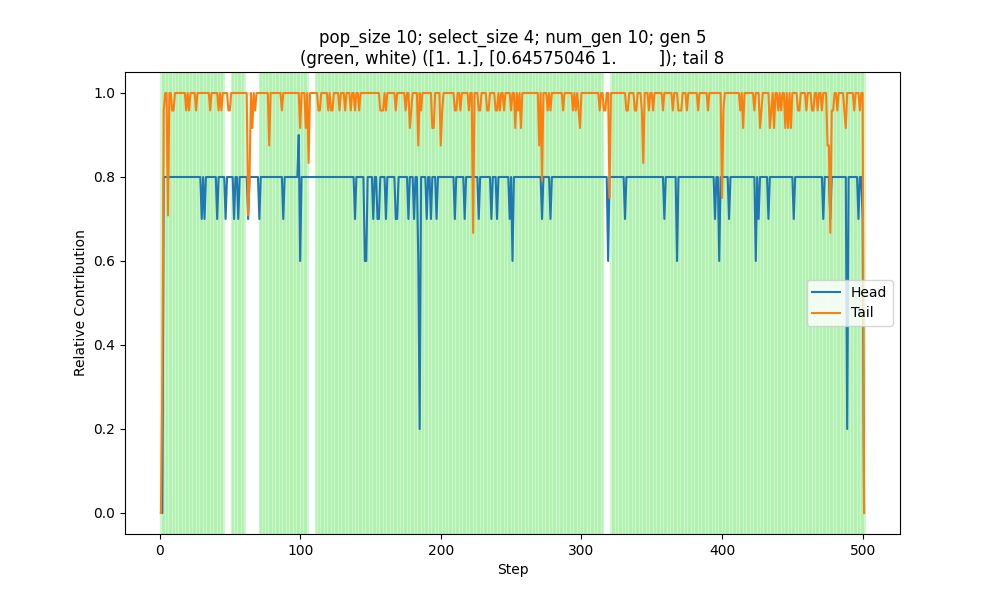 pop_size 10; select_size 4; num_gen 10; gen 5
(green, white) ([1. 1.], [0.64575046 1.         ]); tail 8
Relative Contribution
1.0
0.8
0.6
0.4
0.2
0.0
Head
Tail
0 100 200 300 400 500
Step